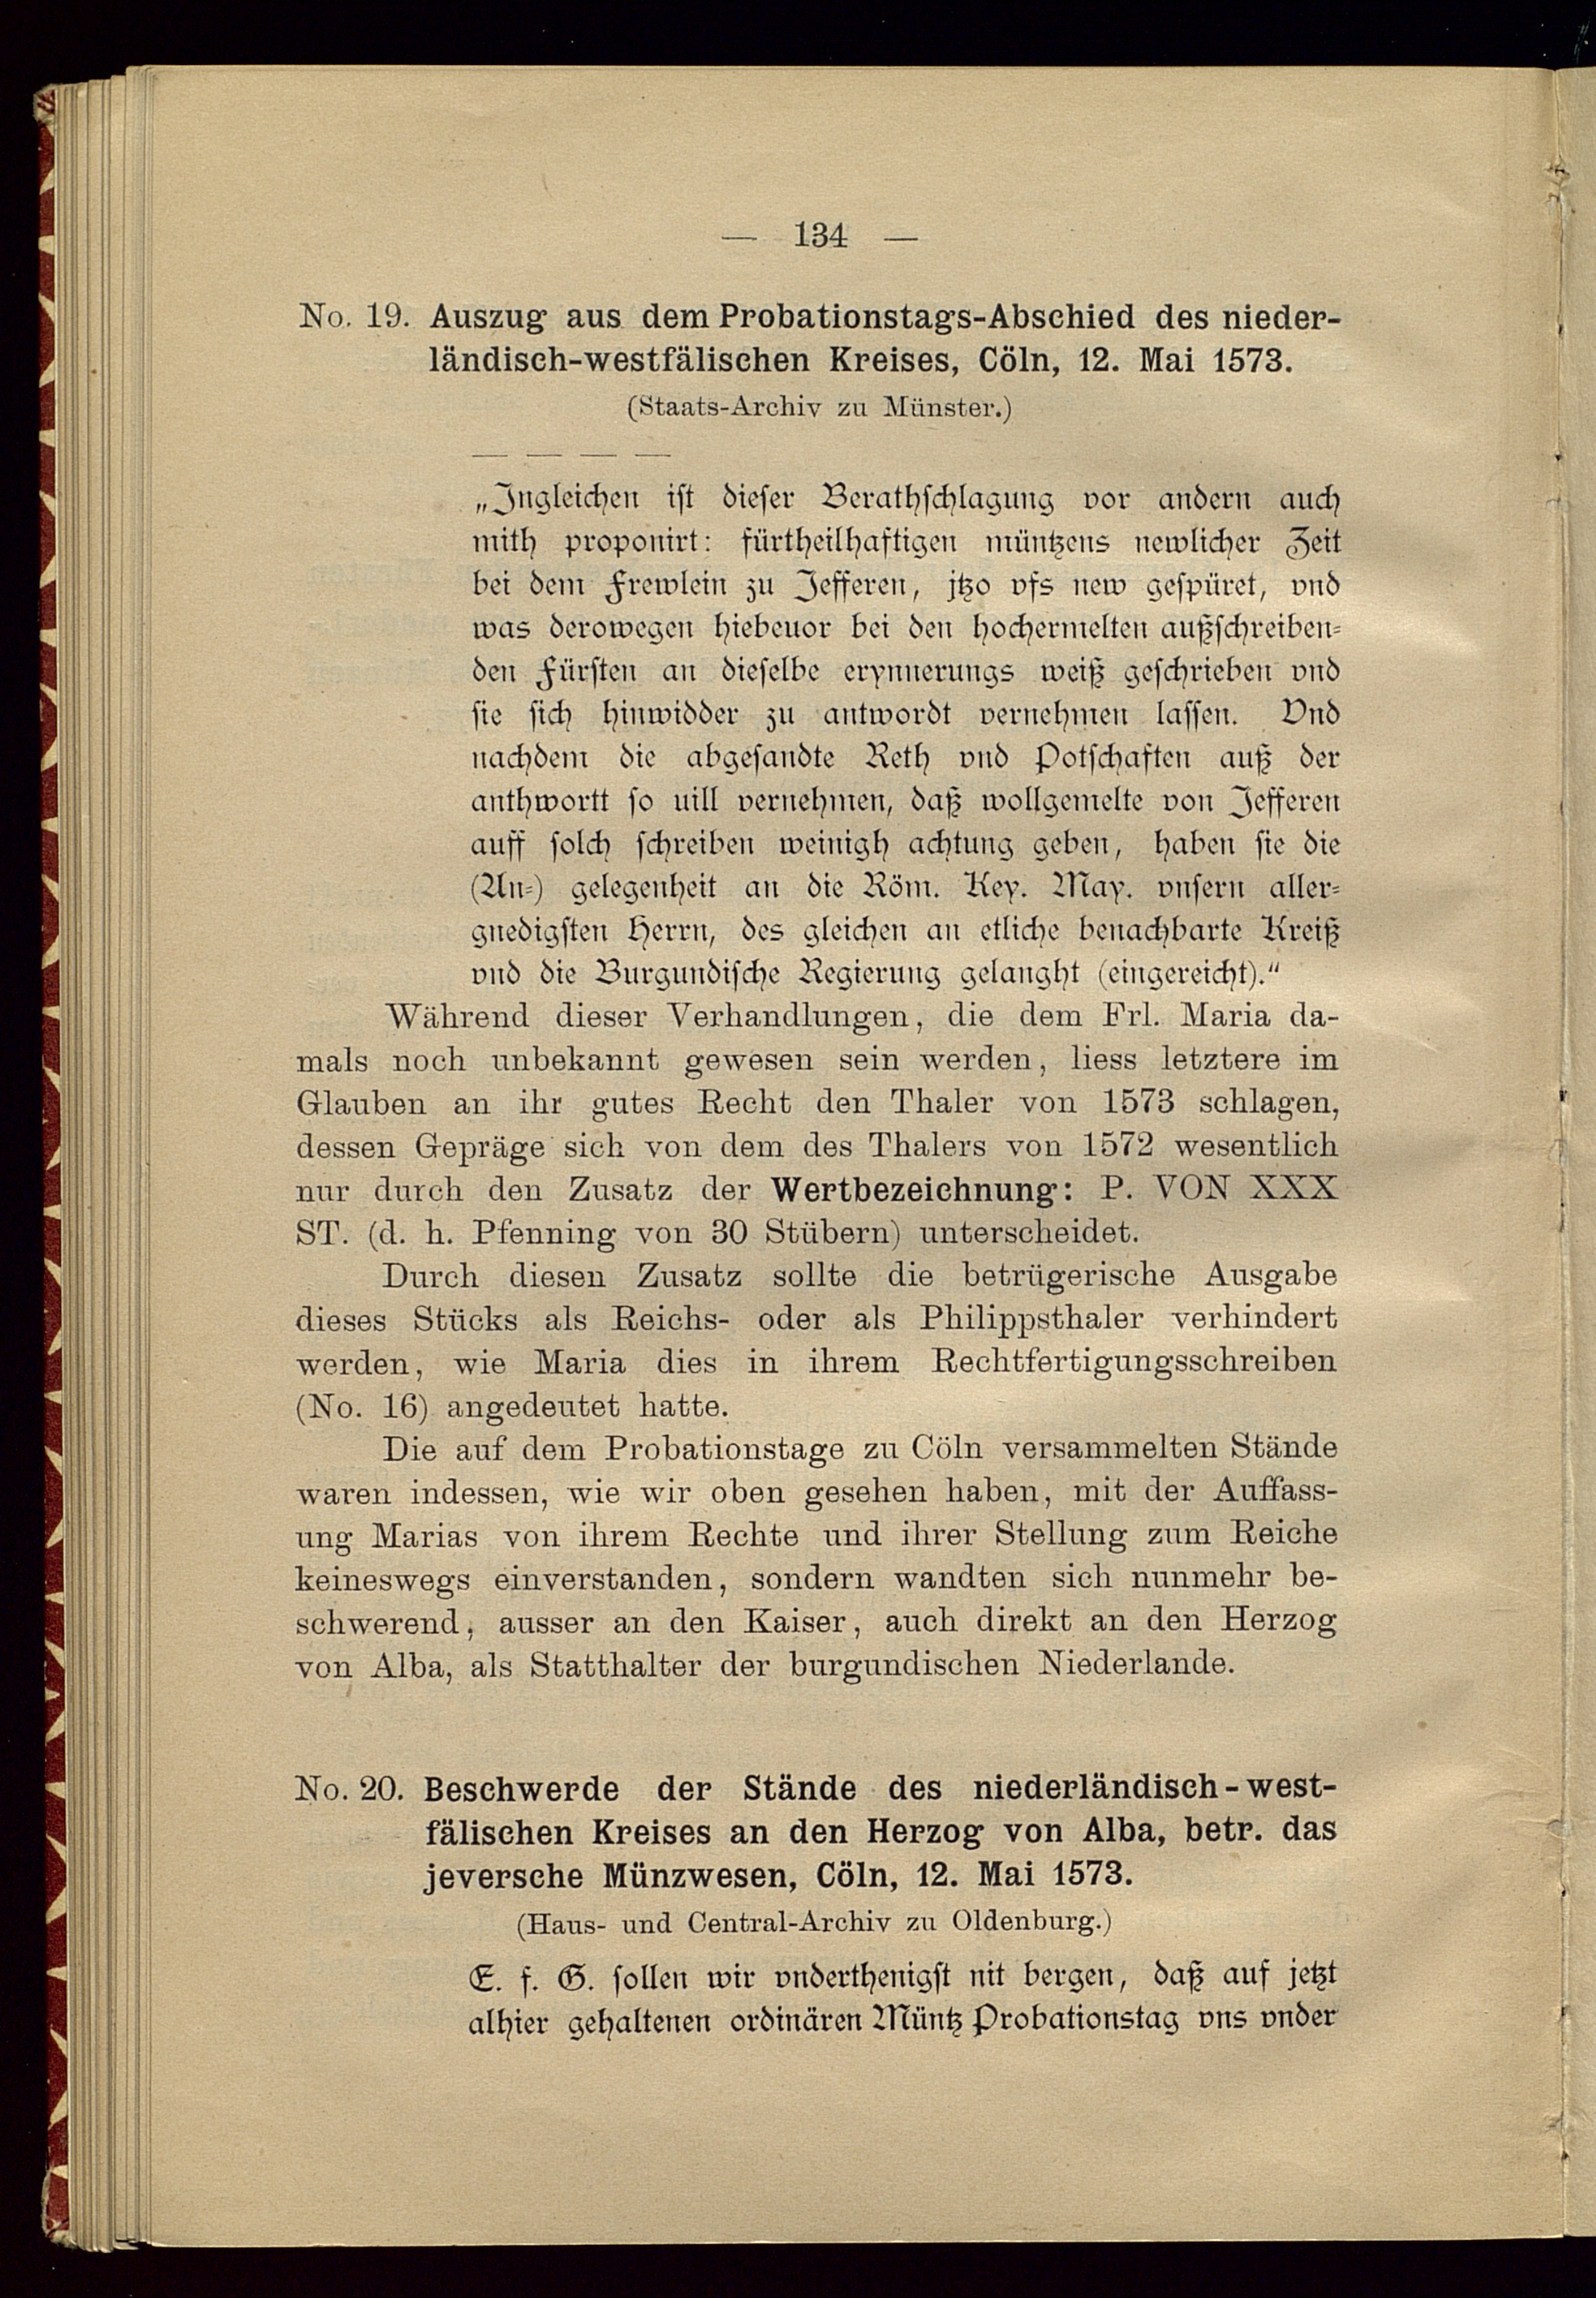 — 134 —
No. 19. Auszug aus dem Probationstags-Abschied des nieder-
ländisch-westfälischen Kreises, Cöln, 12. Mai 1573.
(Staats-Archiv zu Münster.)
— — — —
„Ingleichen ist dieser Berathschlagung vor andern auch
mith proponirt: fürtheilhaftigen müntzens newlicher Zeit
bei dem Frewlein zu Jefferen, jtzo vfs new gespüret, vnd
was derowegen hiebeuor bei den hochermelten außschreiben-
den Fürsten an dieselbe erynnerungs weiß geschrieben vnd
sie sich hinwidder zu antwordt vernehmen lassen. Vnd
nachdem die abgesandte Reth vnd Potschaften auß der
anthwortt so uill vernehmen, daß wollgemelte von Jefferen
auff solch schreiben weinigh achtung geben, haben sie die
(An-) gelegenheit an die Röm. Key. May. vnsern aller-
gnedigsten Herrn, des gleichen an etliche benachbarte Kreiß
vnd die Burgundische Regierung gelanght (eingereicht).“
Während dieser Verhandlungen, die dem Frl. Maria da-
mals noch unbekannt gewesen sein werden, liess letztere im
Glauben an ihr gutes Recht den Thaler von 1573 schlagen,
dessen Gepräge sich von dem des Thalers von 1572 wesentlich
nur durch den Zusatz der Wertbezeichnung: P. VON XXX
ST. (d. h. Pfenning von 30 Stübern) unterscheidet.
Durch diesen Zusatz sollte die betrügerische Ausgabe
dieses Stücks als Reichs- oder als Philippsthaler verhindert
werden, wie Maria dies in ihrem Rechtfertigungsschreiben
(No. 16) angedeutet hatte.
Die auf dem Probationstage zu Cöln versammelten Stände
waren indessen, wie wir oben gesehen haben, mit der Auffass-
ung Marias von ihrem Rechte und ihrer Stellung zum Reiche
keineswegs einverstanden, sondern wandten sich nunmehr be-
schwerend, ausser an den Kaiser, auch direkt an den Herzog
von Alba, als Statthalter der burgundischen Niederlande.
No. 20. Beschwerde der Stände des niederländisch-west-
fälischen Kreises an den Herzog von Alba, betr. das
jeversche Münzwesen, Cöln, 12. Mai 1573.
(Haus- und Central-Archiv zu Oldenburg.)
E. f. G. sollen wir vnderthenigst nit bergen, daß auf jetzt
alhier gehaltenen ordinären Müntz Probationstag vns vnder